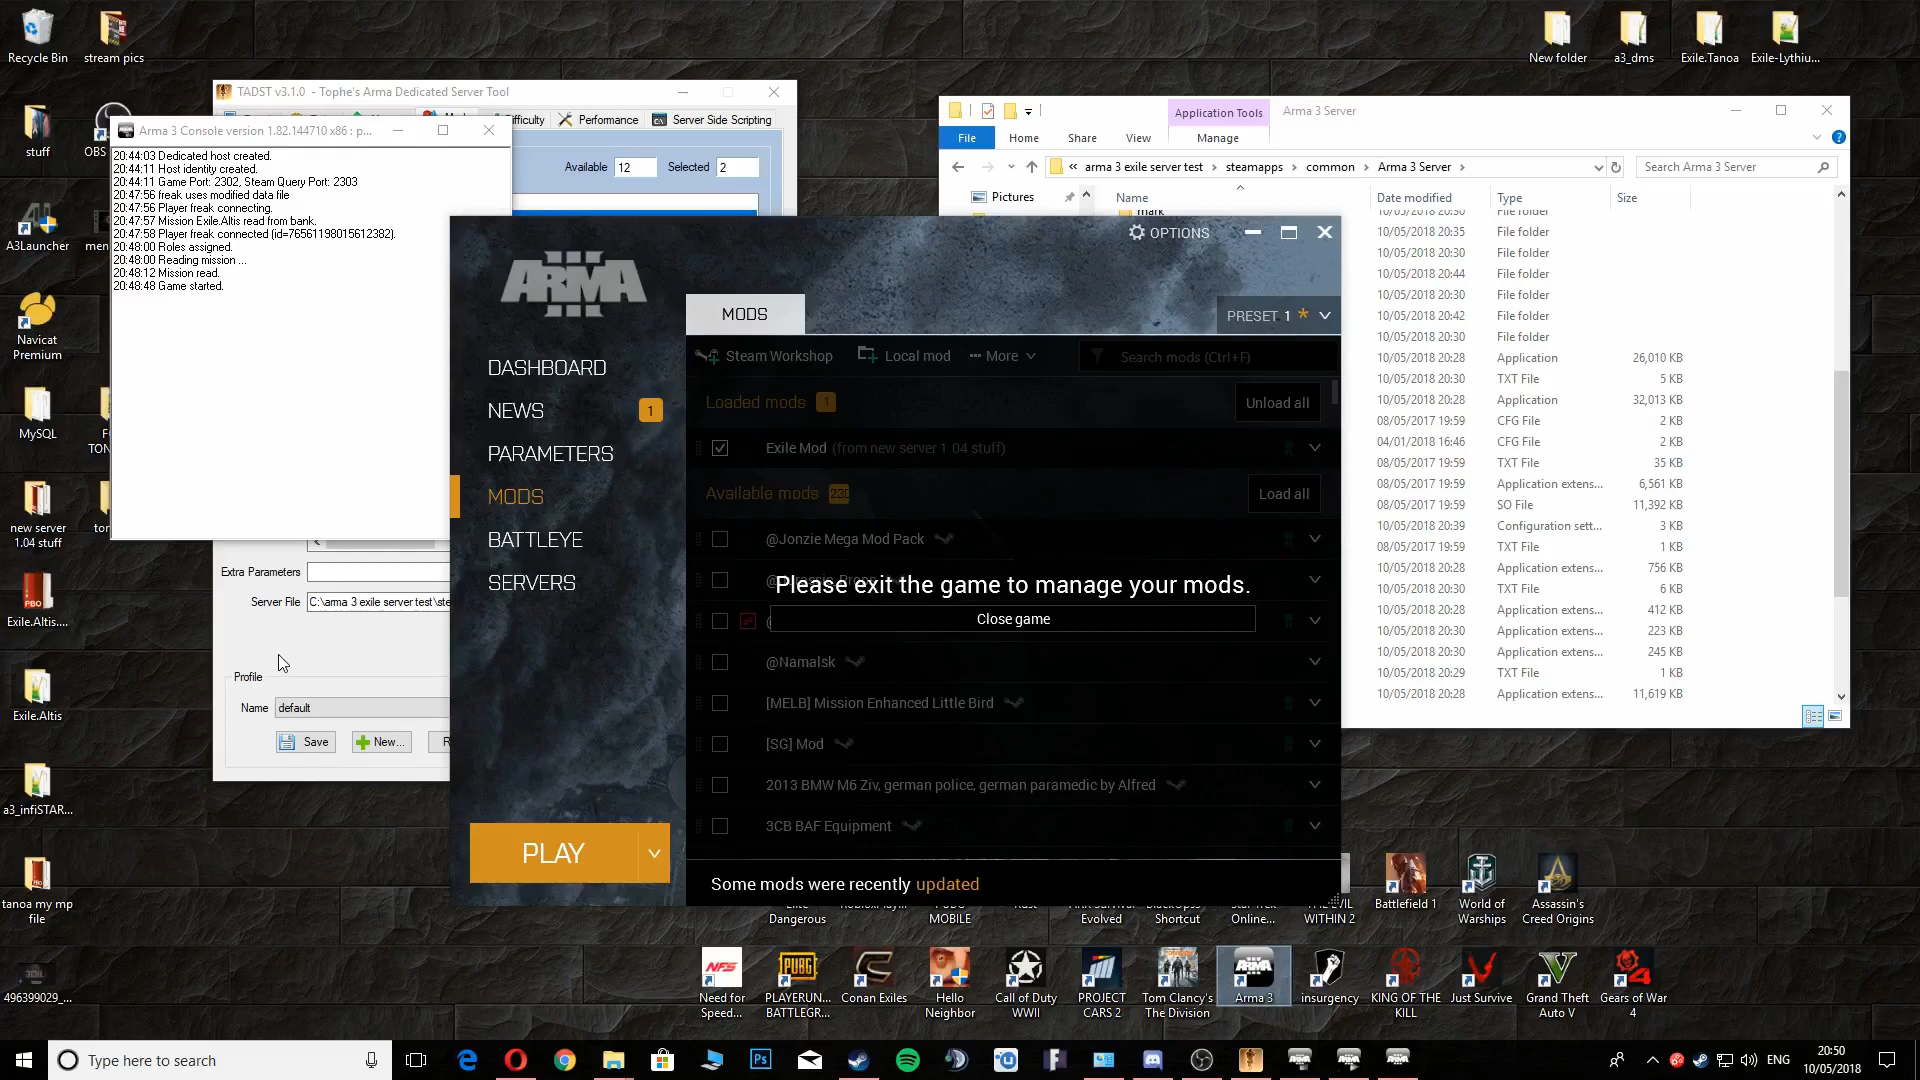 Recycle Bin
stream pics
New folder
a3_dms
Exile.Tanoa
Exile-Lythiu...
stuff
OBS
A3Launcher
men
Navicat
Premium
MySQL
new server
1.04 stuff
Exile.Altis....
Exile.Altis
a3_infiSTAR...
tanoa my mp
file
496399029_...
TADST v3.1.0 - Tophe's Arma Dedicated Server Tool
Difficulty
Performance
Server Side Scripting
Available 12 Selected 2
Arma 3 Console version 1.82.144710 x86 : p...
20:44:03 Dedicated host created.
20:44:11 Host identity created.
20:44:11 Game Port: 2302, Steam Query Port: 2303
20:47:56 freak uses modified data file
20:47:56 Player freak connecting.
20:47:57 Mission Exile.Altis read from bank.
20:47:58 Player freak connected (id=76561198015612382).
20:48:00 Roles assigned.
20:48:00 Reading mission ...
20:48:12 Mission read.
20:48:48 Game started.
Extra Parameters
Server File C:\arma 3 exile server test\ste
Profile
Name default
Save
New...
Application Tools
Arma 3 Server
File
Home
Share
View
Manage
« arma 3 exile server test › steamapps › common › Arma 3 Server ›
Search Arma 3 Server
Pictures
Name
Date modified
Type
Size
mark
10/05/2018 20:30 File folder
10/05/2018 20:35 File folder
10/05/2018 20:30 File folder
10/05/2018 20:44 File folder
10/05/2018 20:30 File folder
10/05/2018 20:42 File folder
10/05/2018 20:30 File folder
10/05/2018 20:28 Application 26,010 KB
10/05/2018 20:30 TXT File 5 KB
10/05/2018 20:28 Application 32,013 KB
08/05/2017 19:59 CFG File 2 KB
04/01/2018 16:46 CFG File 2 KB
08/05/2017 19:59 TXT File 35 KB
08/05/2017 19:59 Application extens... 6,561 KB
08/05/2017 19:59 SO File 11,392 KB
10/05/2018 20:39 Configuration sett... 3 KB
08/05/2017 19:59 TXT File 1 KB
10/05/2018 20:28 Application extens... 756 KB
10/05/2018 20:30 TXT File 6 KB
10/05/2018 20:28 Application extens... 412 KB
10/05/2018 20:30 Application extens... 223 KB
10/05/2018 20:30 Application extens... 245 KB
10/05/2018 20:29 TXT File 1 KB
10/05/2018 20:28 Application extens... 11,619 KB
OPTIONS
ARMA III
DASHBOARD
NEWS 1
PARAMETERS
MODS
BATTLEYE
SERVERS
PLAY
MODS
PRESET 1 *
Steam Workshop
Local mod
More
Search mods (Ctrl+F)
Loaded mods 1
Unload all
Exile Mod (from new server 1.04 stuff)
Available mods 230
Load all
@Jonzie Mega Mod Pack
Please exit the game to manage your mods.
Close game
@Namalsk
[MELB] Mission Enhanced Little Bird
[SG] Mod
2013 BMW M6 Ziv, german police, german paramedic by Alfred
3CB BAF Equipment
Some mods were recently updated
Dangerous
MOBILE
Evolved
Shortcut
Online...
WITHIN 2
Battlefield 1
World of
Warships
Assassin's
Creed Origins
Need for
Speed...
PLAYERUN...
BATTLEGR...
Conan Exiles
Hello
Neighbor
Call of Duty
WWII
PROJECT
CARS 2
Tom Clancy's
The Division
Arma 3
insurgency
KING OF THE
KILL
Just Survive
Grand Theft
Auto V
Gears of War
4
Type here to search
ENG
20:50
10/05/2018